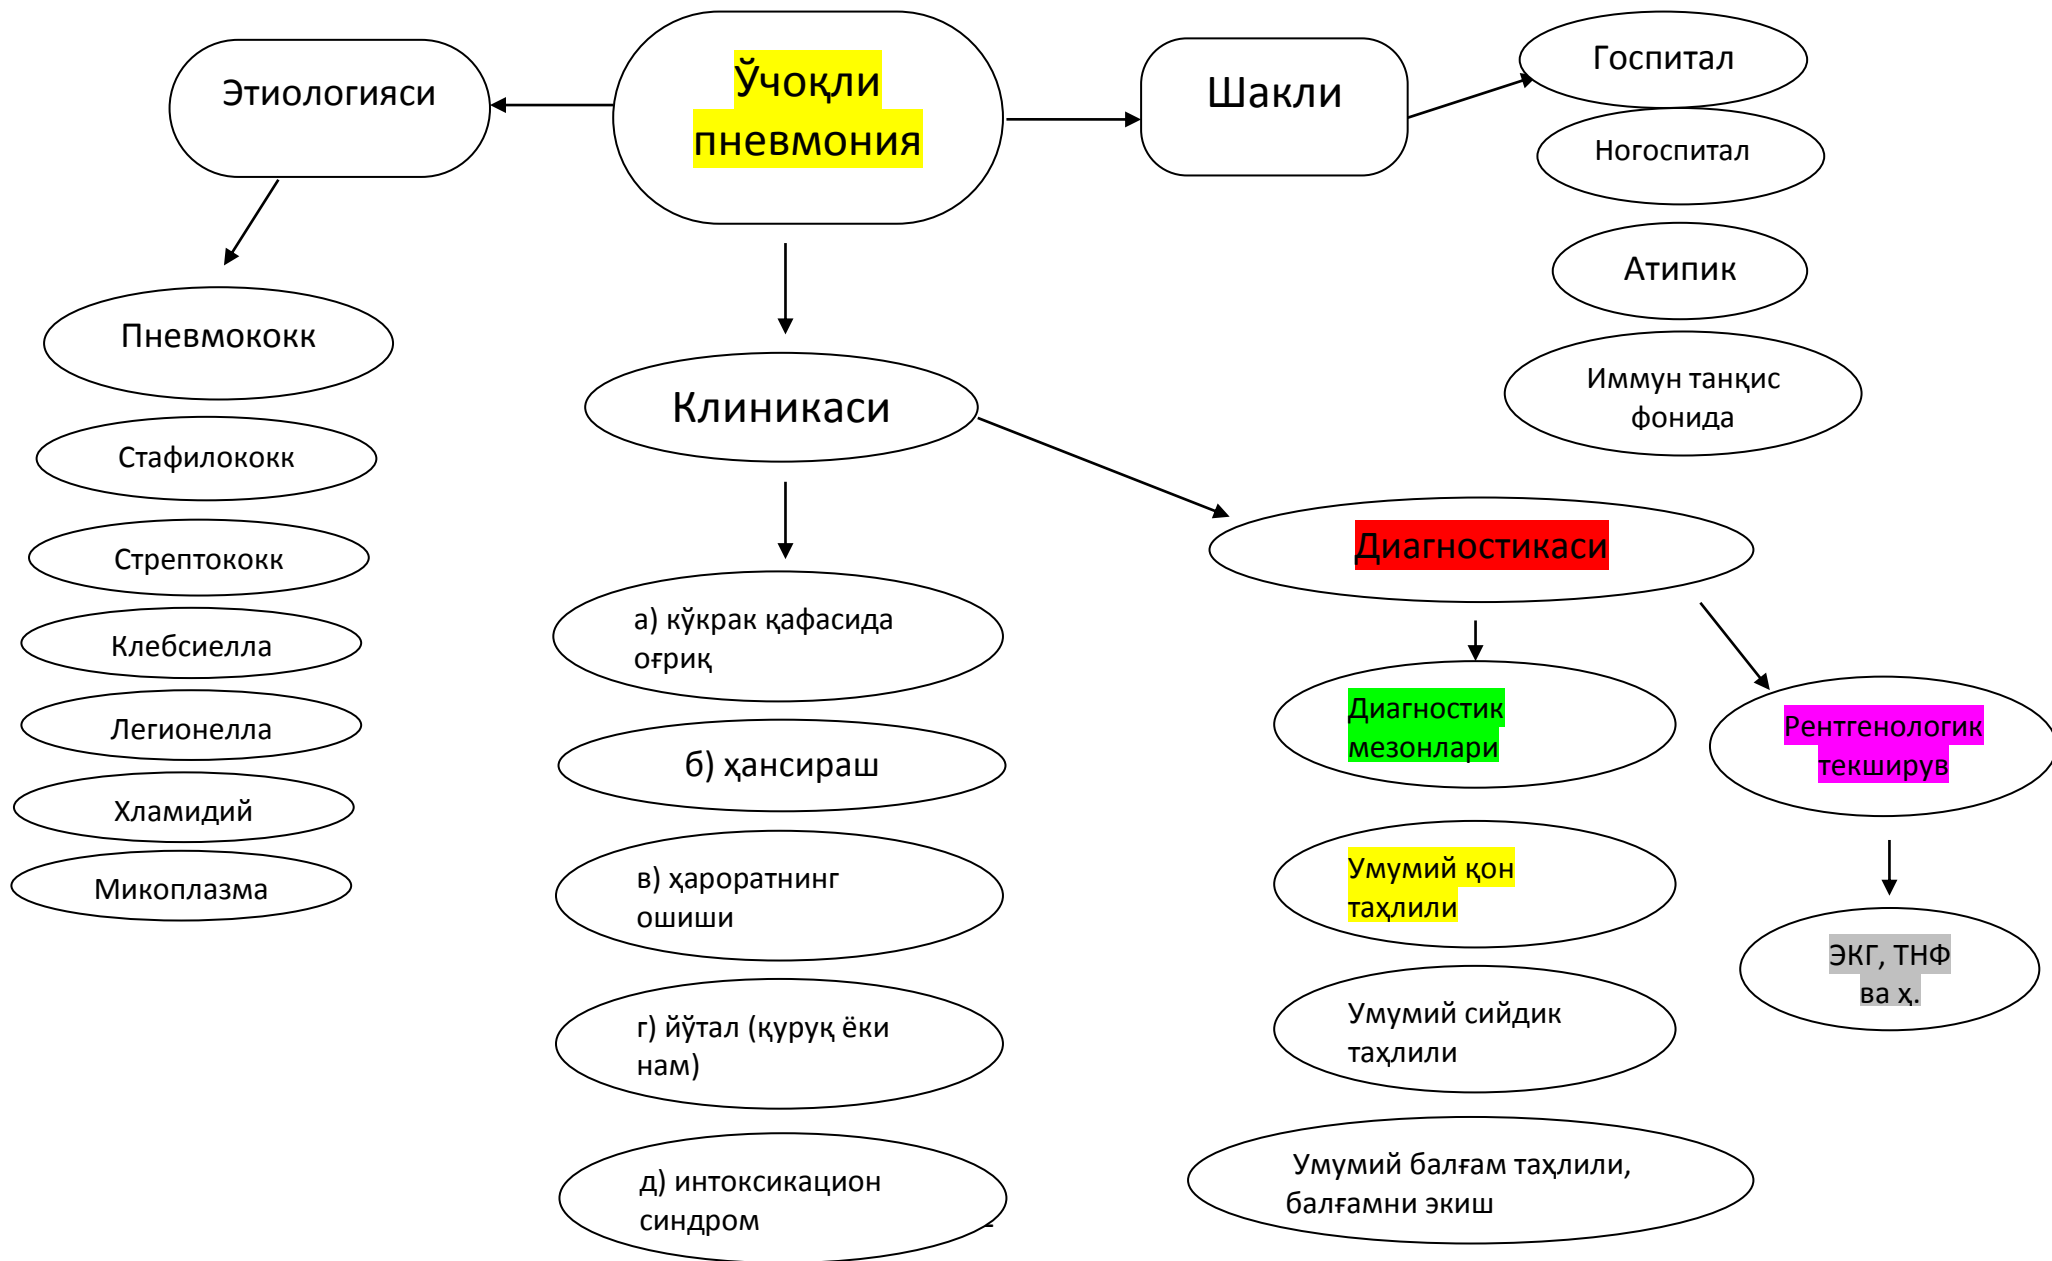 Этиологияси
Ўчоқли
пневмония
Шакли
Госпитал
Ногоспитал
Атипик
Иммун танқис
фонида
Пневмококк
Стафилококк
Стрептококк
Клебсиелла
Легионелла
Хламидий
Микоплазма
Клиникаси
а) кўкрак қафасида
оғриқ
б) ҳансираш
в) ҳароратнинг
ошиши
г) йўтал (қуруқ ёки
нам)
д) интоксикацион
синдром
Диагностикаси
Диагностик
мезонлари
Умумий қон
таҳлили
Умумий сийдик
таҳлили
Умумий балғам таҳлили,
балғамни экиш
Рентгенологик
текширув
ЭКГ, ТНФ
ва ҳ.